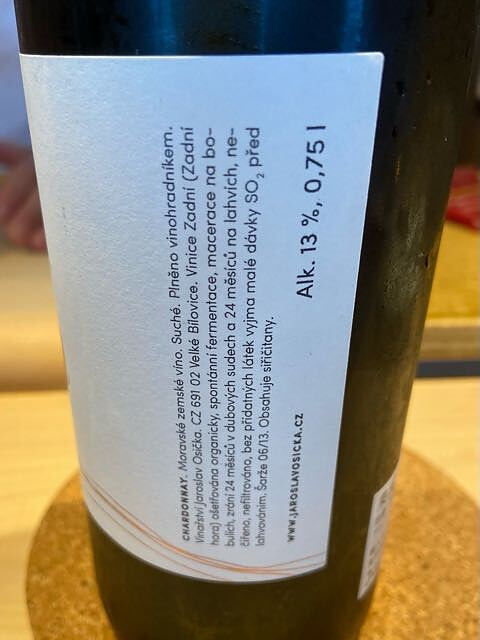 CHARDONNAY. Moravské zemské víno. Suché. Plněno vinohradníkem.
Vinařství Jaroslav Osička. CZ 691 02 Velké Bílovice. Vinice Zadní (Zadní
hora) ošetřována organicky, spontánní fermentace, macerace na bo-
bulích, zrání 24 měsíců v dubových sudech a 24 měsíců na lahvích, ne-
čířeno, nefiltrováno, bez přídatných látek vyjma malé dávky SO₂ před
lahvováním. Šarže 06/13. Obsahuje siřičitany.
WWW.JAROSLAVOSICKA.CZ
Alk. 13 %, 0,75 l